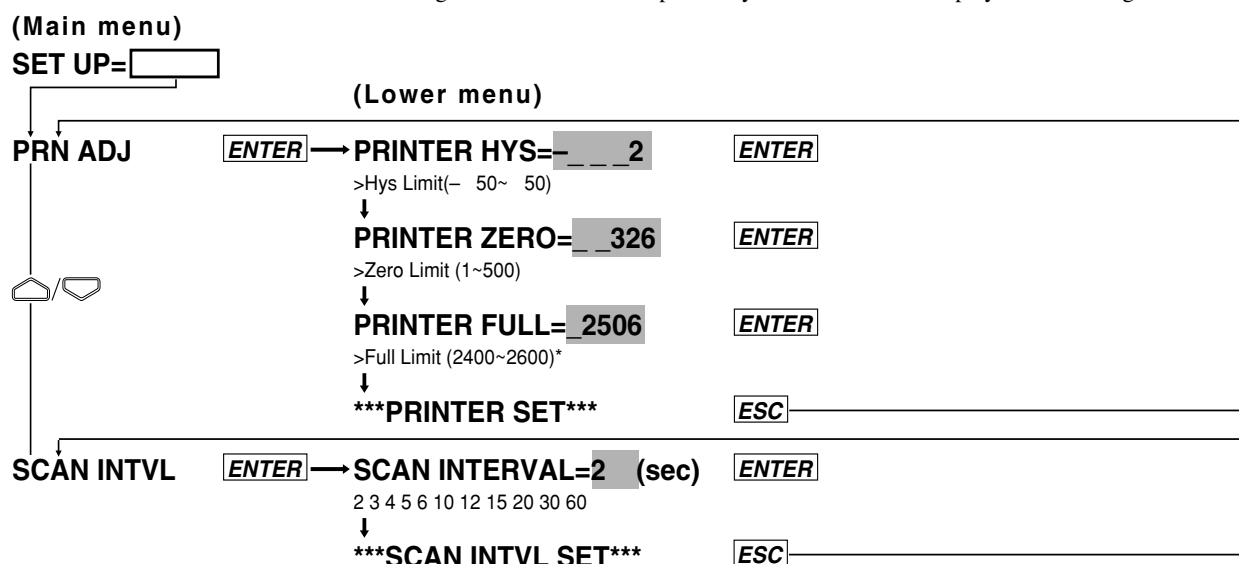 (Main menu)
SET UP=
(Lower menu)
PRN ADJ ENTER PRINTER HYS=–_ _ _2 ENTER
>Hys Limit(– 50~ 50)
PRINTER ZERO=_ _326 ENTER
>Zero Limit (1~500)
/
PRINTER FULL=_2506 ENTER
>Full Limit (2400~2600)*
***PRINTER SET*** ESC
SCAN INTVL ENTER SCAN INTERVAL=2 (sec) ENTER
2 3 4 5 6 10 12 15 20 30 60
***SCAN INTVL SET*** ESC